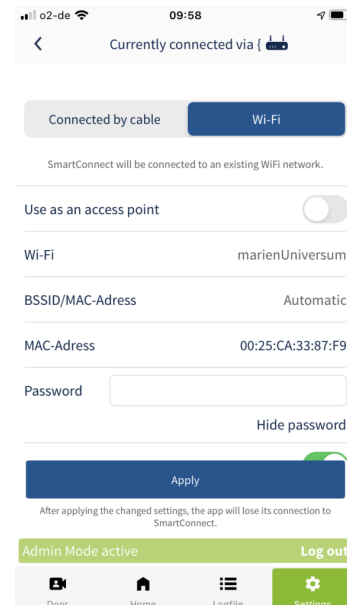 o2-de 09:58
Currently connected via {
Connected by cable Wi-Fi
SmartConnect will be connected to an existing WiFi network.
Use as an access point
Wi-Fi marienUniversum
BSSID/MAC-Adress Automatic
MAC-Adress 00:25:CA:33:87:F9
Password
Hide password
Apply
After applying the changed settings, the app will lose its connection to
SmartConnect.
Admin Mode active Log out
Doors Home Logfile Settings